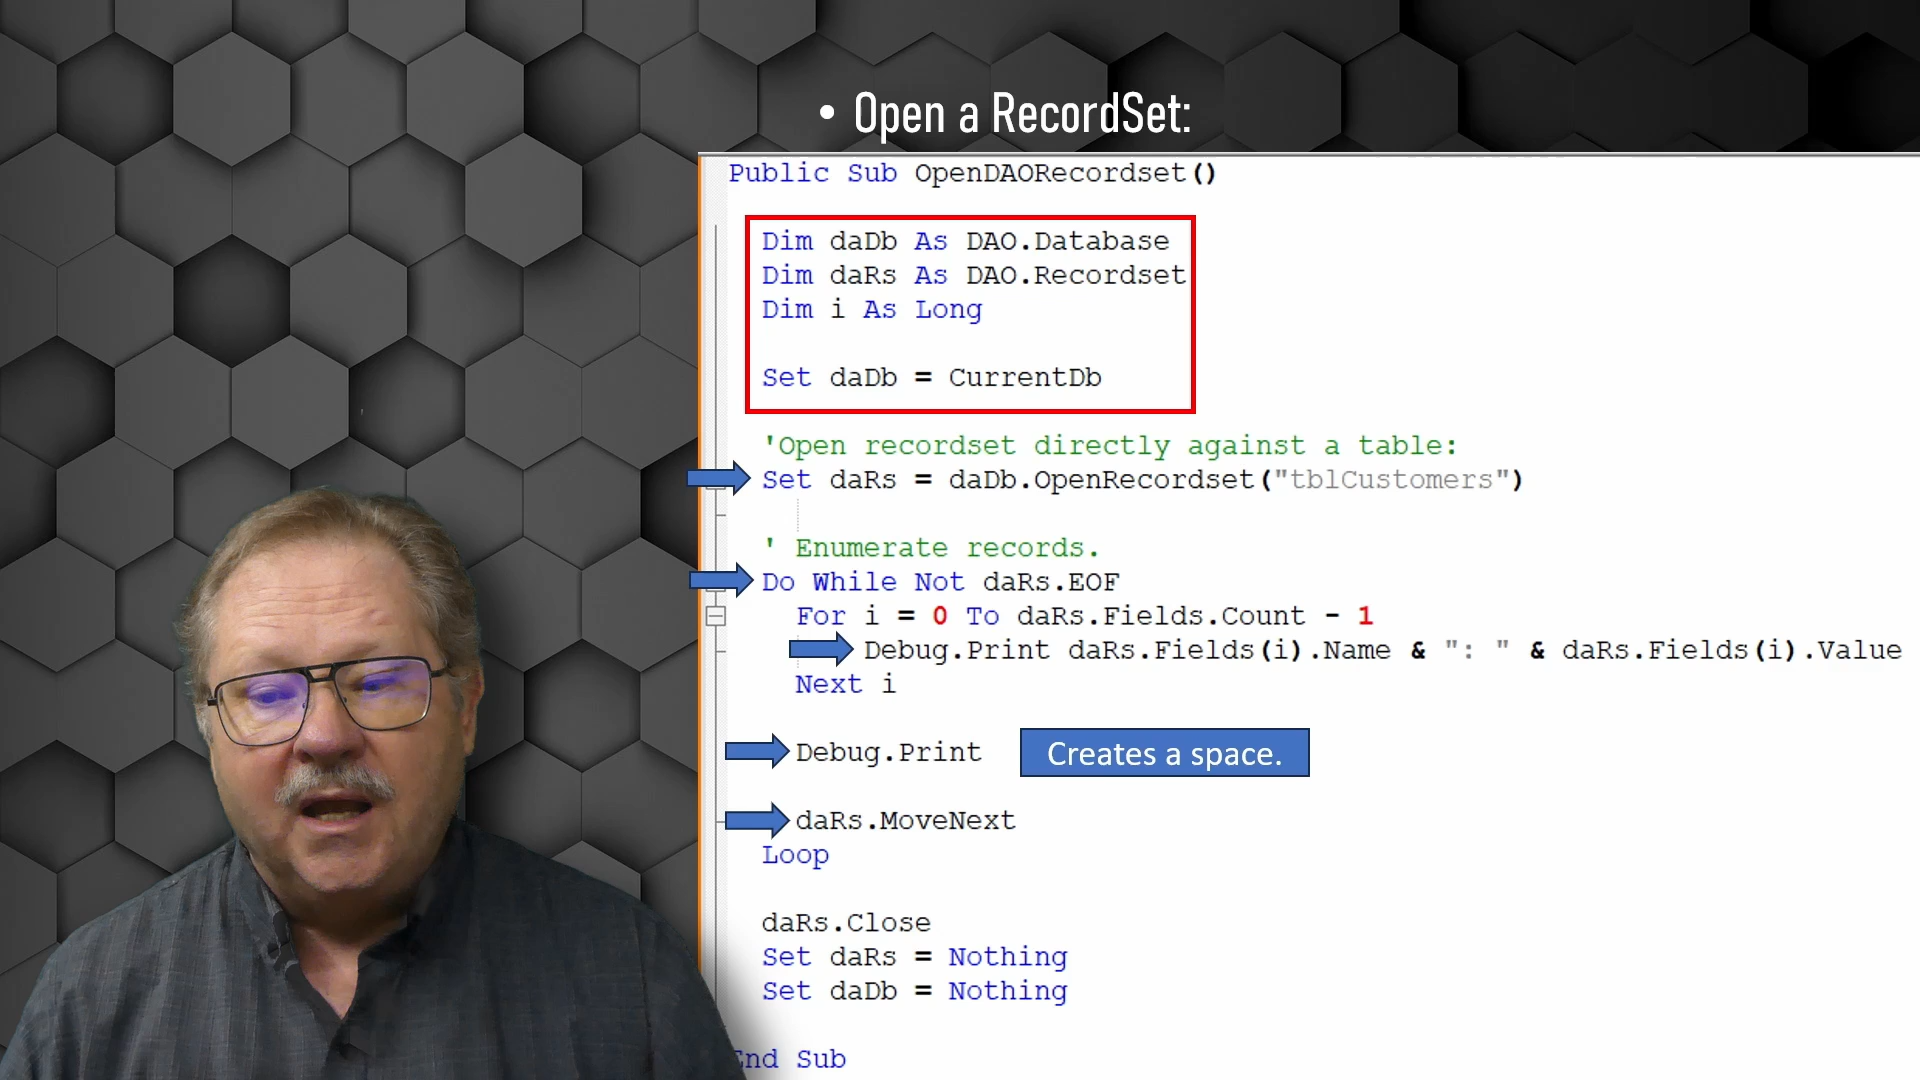 • Open a RecordSet:
Public Sub OpenDAORecordset()
Dim daDb As DAO.Database
Dim daRs As DAO.Recordset
Dim i As Long
Set daDb = CurrentDb
'Open recordset directly against a table:
Set daRs = daDb.OpenRecordset("tblCustomers")
' Enumerate records.
Do While Not daRs.EOF
For i = 0 To daRs.Fields.Count - 1
Debug.Print daRs.Fields(i).Name & ": " & daRs.Fields(i).Value
Next i
Debug.Print Creates a space.
daRs.MoveNext
Loop
daRs.Close
Set daRs = Nothing
Set daDb = Nothing
End Sub